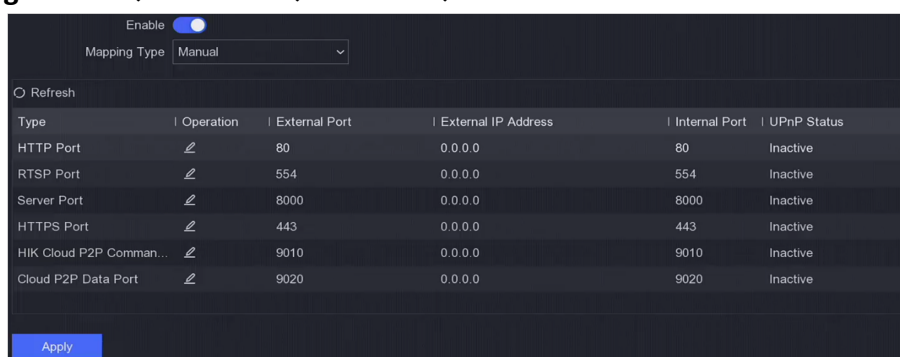 Enable
Mapping Type Manual
Refresh
Type Operation External Port External IP Address Internal Port UPnP Status
HTTP Port 80 0.0.0.0 80 Inactive
RTSP Port 554 0.0.0.0 554 Inactive
Server Port 8000 0.0.0.0 8000 Inactive
HTTPS Port 443 0.0.0.0 443 Inactive
HIK Cloud P2P Comman... 9010 0.0.0.0 9010 Inactive
Cloud P2P Data Port 9020 0.0.0.0 9020 Inactive
Apply